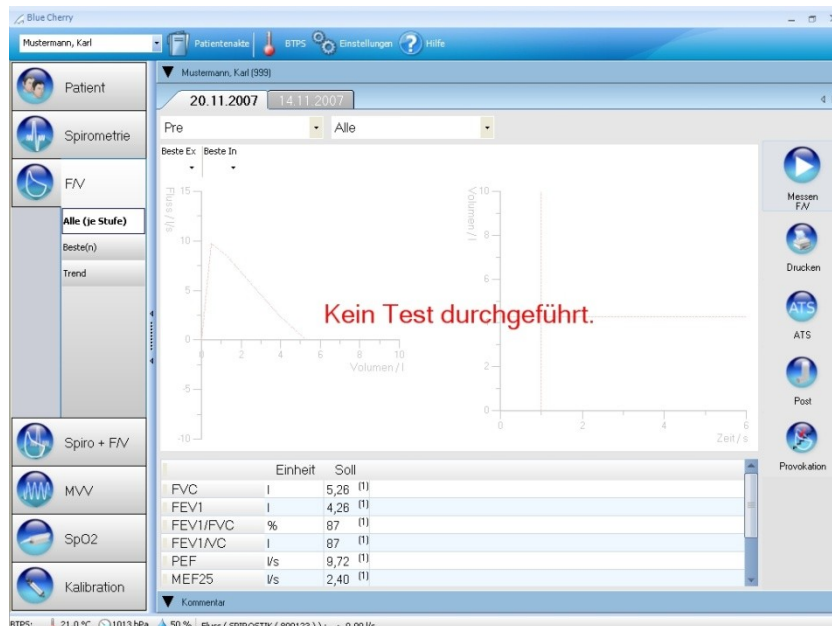 Blue Cherry
Mustermann, Karl
Patientenakte
BTPS
Einstellungen
Hilfe
Mustermann, Karl (999)
20.11.2007
14.11.2007
Pre
Alle
Beste Ex
Beste In
Patient
Spirometrie
F/V
Alle (je Stufe)
Beste(n)
Trend
Spiro + F/V
MVV
SpO2
Kalibration
Fluss / l/s
15
10
5
0
-5
-10
0 2 4 6 8 10
Volumen / l
Volumen / l
10
8
6
2
0
0 2 4 6
Zeit / s
Kein Test durchgeführt.
Messen
F/V
Drucken
ATS
ATS
Post
Provokation
Einheit Soll
FVC l 5,26 (1)
FEV1 l 4,26 (1)
FEV1/FVC % 87 (1)
FEV1/VC l 87 (1)
PEF l/s 9,72 (1)
MEF25 l/s 2,40 (1)
Kommentar
BTPS: 21,0 °C 1013 hPa 50 % Fluss ( SPIROSTIK ( 800123 ) ) : 0,00 l/s